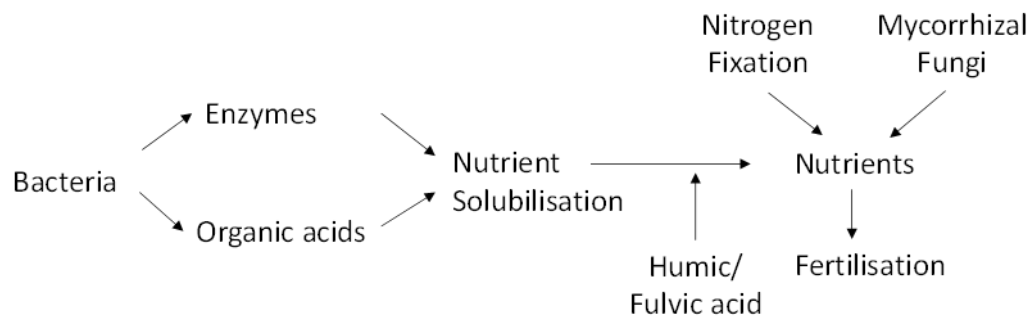 Nitrogen
Fixation
Mycorrhizal
Fungi
Enzymes
Bacteria
Nutrient
Solubilisation
Nutrients
Organic acids
Humic/
Fulvic acid
Fertilisation